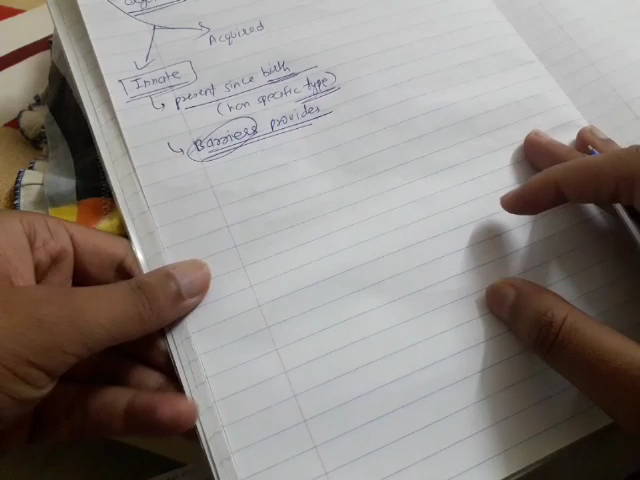 Acquired
Innate
↳ present since birth
(non specific type)
↳ Barriers provides